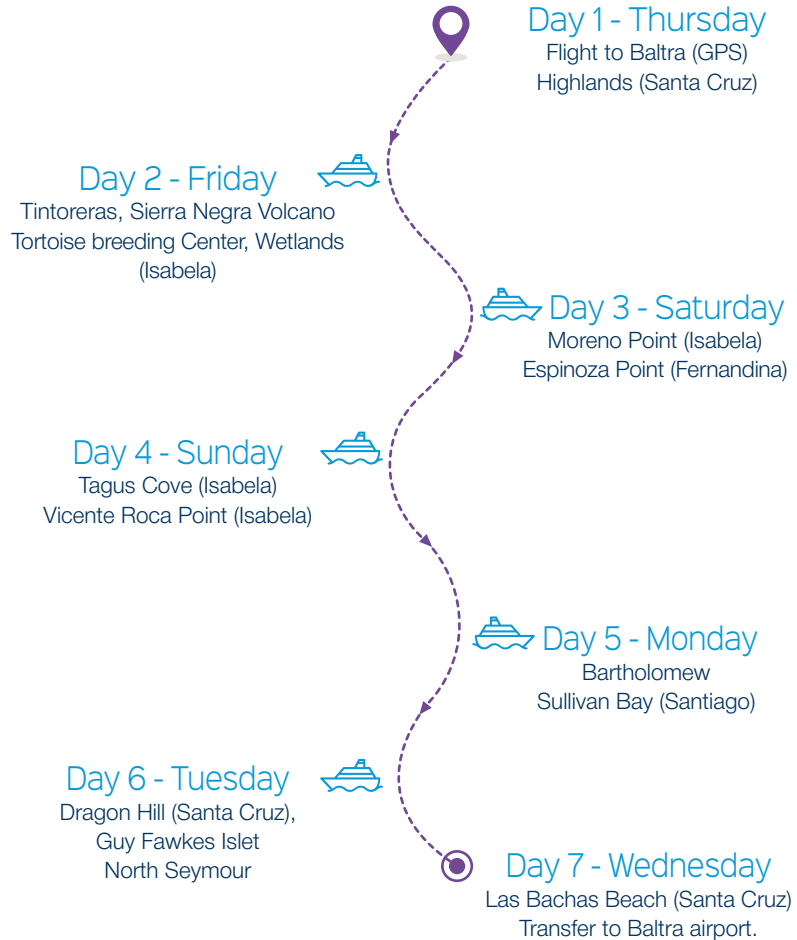 Day 1 - Thursday
Flight to Baltra (GPS)
Highlands (Santa Cruz)
Day 2 - Friday
Tintoreras, Sierra Negra Volcano
Tortoise breeding Center, Wetlands
(Isabela)
Day 3 - Saturday
Moreno Point (Isabela)
Espinoza Point (Fernandina)
Day 4 - Sunday
Tagus Cove (Isabela)
Vicente Roca Point (Isabela)
Day 5 - Monday
Bartholomew
Sullivan Bay (Santiago)
Day 6 - Tuesday
Dragon Hill (Santa Cruz),
Guy Fawkes Islet
North Seymour
Day 7 - Wednesday
Las Bachas Beach (Santa Cruz)
Transfer to Baltra airport.